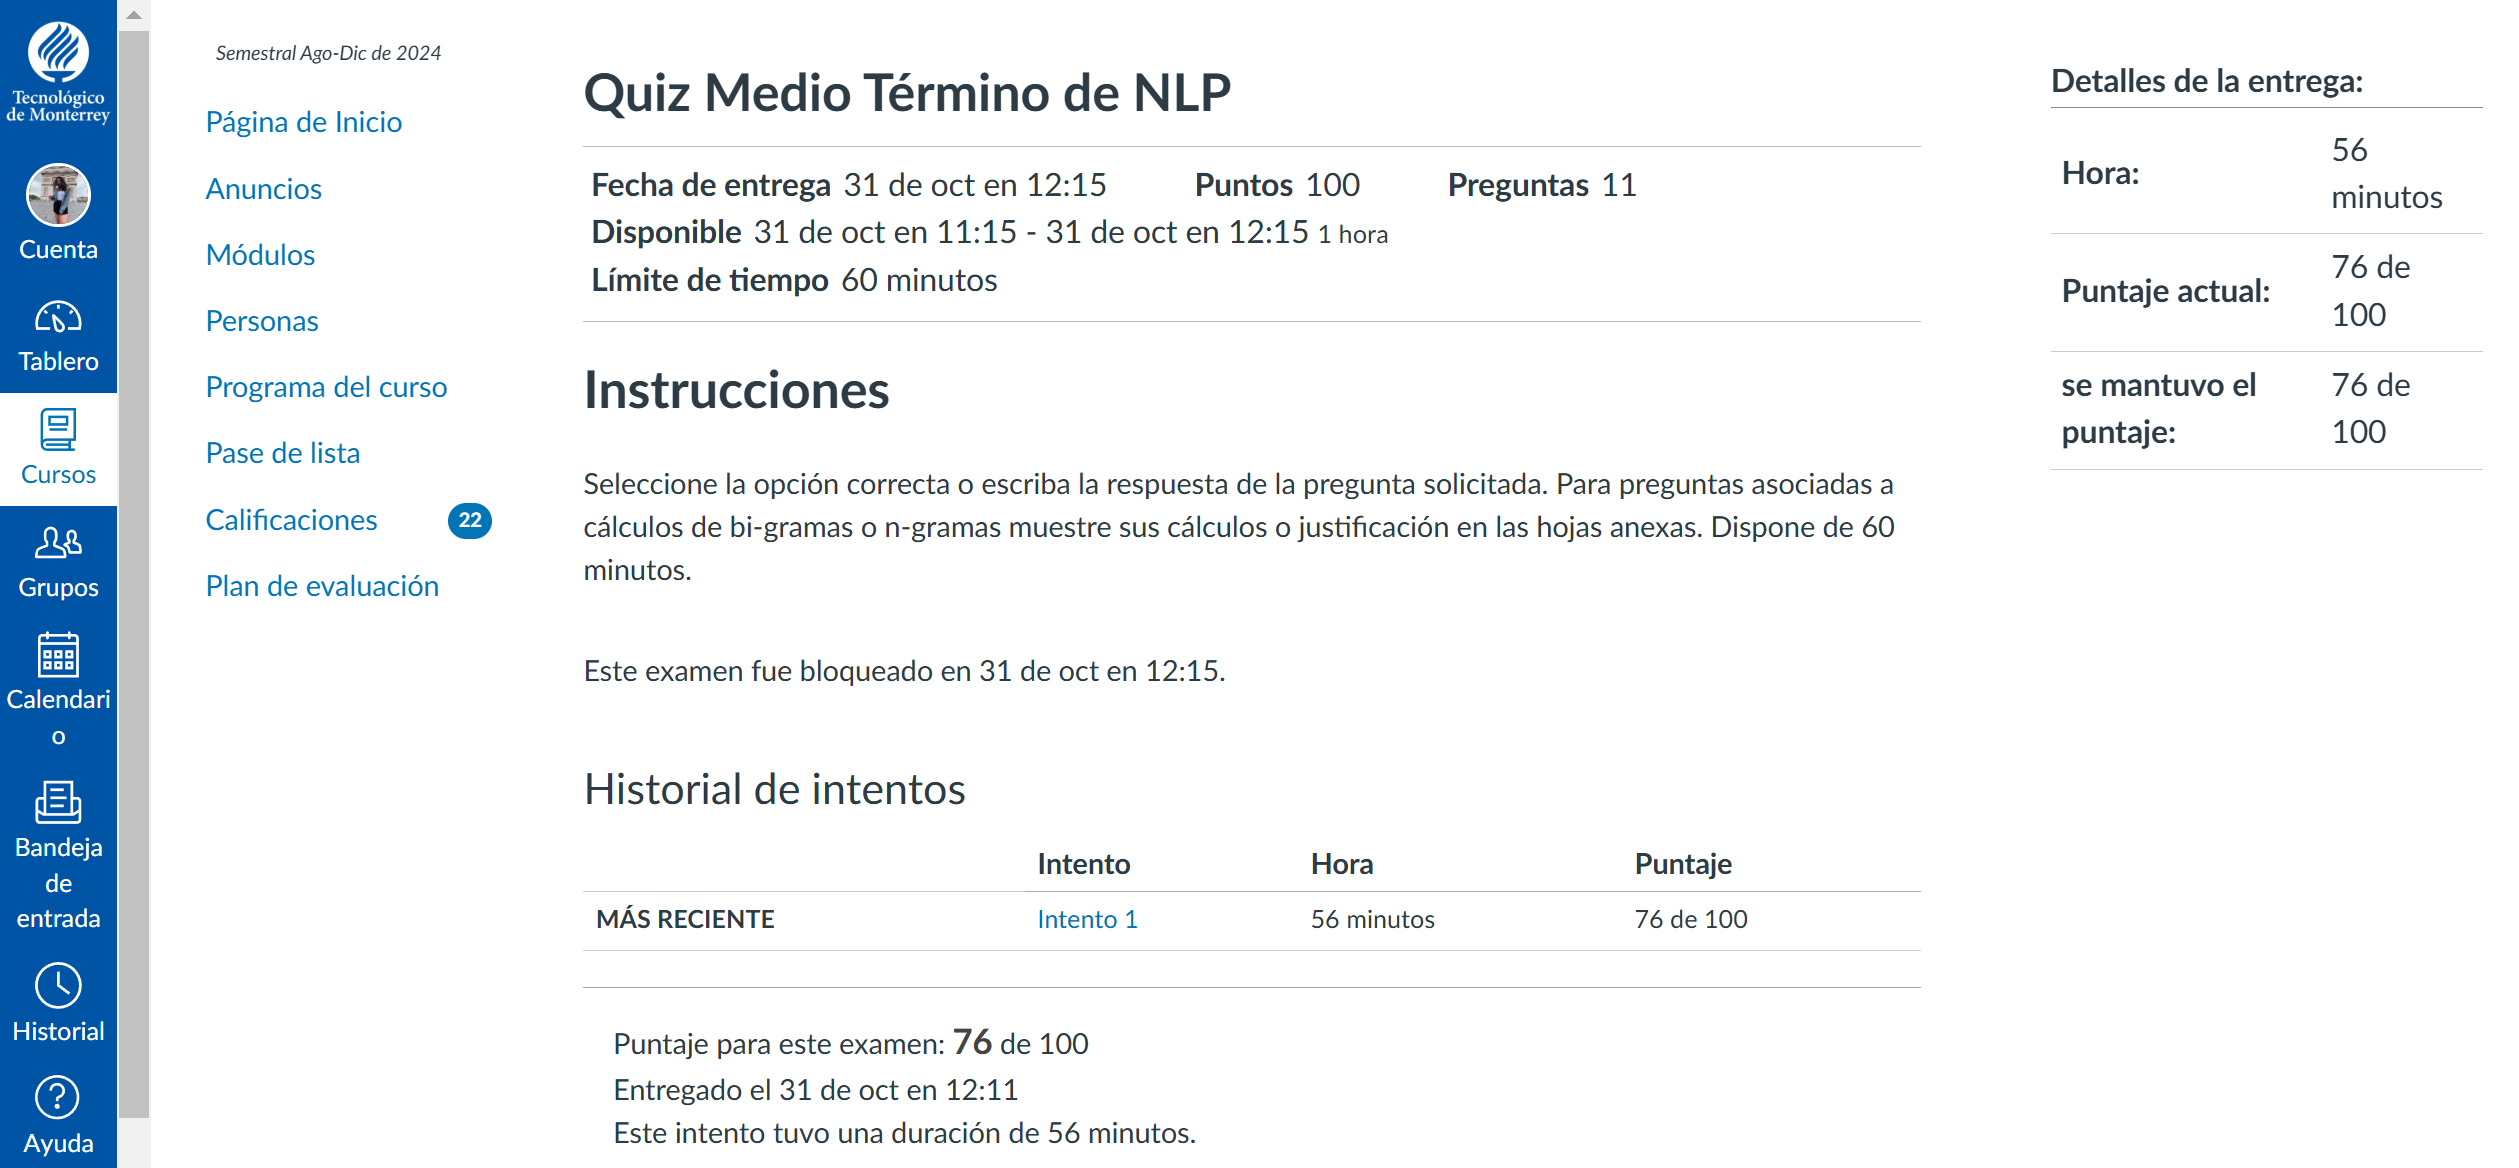 Tecnológico
de Monterrey
Cuenta
Tablero
Cursos
Grupos
Calendari
o
Bandeja
de
entrada
Historial
Ayuda
Semestral Ago-Dic de 2024
Página de Inicio
Anuncios
Módulos
Personas
Programa del curso
Pase de lista
Calificaciones 22
Plan de evaluación
Quiz Medio Término de NLP
Fecha de entrega 31 de oct en 12:15 Puntos 100 Preguntas 11
Disponible 31 de oct en 11:15 - 31 de oct en 12:15 1 hora
Límite de tiempo 60 minutos
Instrucciones
Seleccione la opción correcta o escriba la respuesta de la pregunta solicitada. Para preguntas asociadas a
cálculos de bi-gramas o n-gramas muestre sus cálculos o justificación en las hojas anexas. Dispone de 60
minutos.
Este examen fue bloqueado en 31 de oct en 12:15.
Historial de intentos
Intento Hora Puntaje
MÁS RECIENTE Intento 1 56 minutos 76 de 100
Puntaje para este examen: 76 de 100
Entregado el 31 de oct en 12:11
Este intento tuvo una duración de 56 minutos.
Detalles de la entrega:
Hora: 56
minutos
Puntaje actual: 76 de
100
se mantuvo el 76 de
puntaje: 100